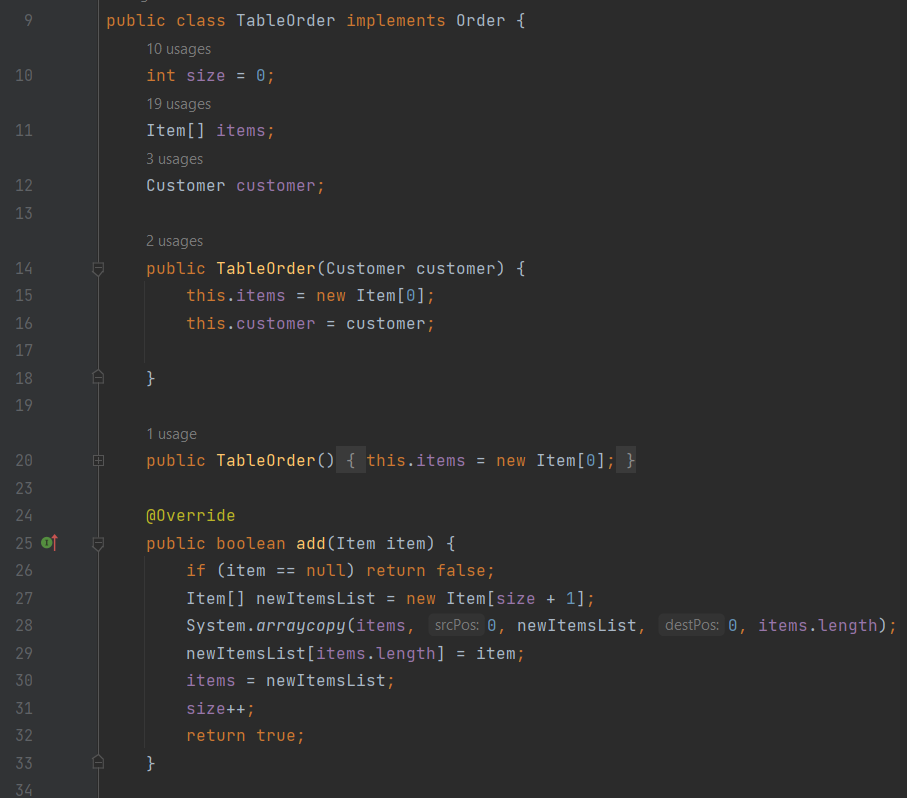 9 public class TableOrder implements Order {
10 usages
10 int size = 0;
19 usages
11 Item[] items;
3 usages
12 Customer customer;
13
2 usages
14 public TableOrder(Customer customer) {
15 this.items = new Item[0];
16 this.customer = customer;
17
18 }
19
1 usage
20 public TableOrder() { this.items = new Item[0]; }
23
24 @Override
25 public boolean add(Item item) {
26 if (item == null) return false;
27 Item[] newItemsList = new Item[size + 1];
28 System.arraycopy(items, srcPos: 0, newItemsList, destPos: 0, items.length);
29 newItemsList[items.length] = item;
30 items = newItemsList;
31 size++;
32 return true;
33 }
34